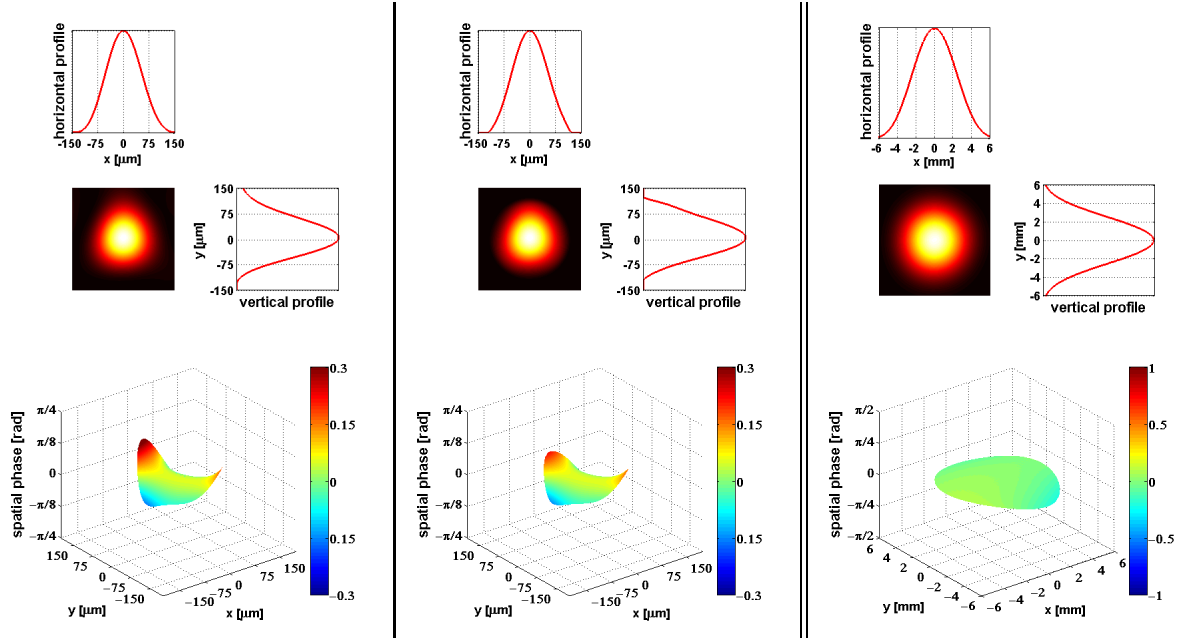 horizontal profile
-150 -75 0 75 150
x [μm]
150
75
0
-75
-150
y [μm]
vertical profile
0.3
0.15
0
0.15
−0.3
π/4
π/8
0
−π/8
−π/4
spatial phase [rad]
150
75
0
−75
−150
y [μm]
−150
−75
0
75
150
x [μm]
horizontal profile
-150 -75 0 75 150
x [μm]
150
75
0
-75
-150
y [μm]
vertical profile
0.3
0.15
0
0.15
−0.3
π/4
π/8
0
−π/8
−π/4
spatial phase [rad]
150
75
0
−75
−150
y [μm]
−150
−75
0
75
150
x [μm]
horizontal profile
-6 -4 -2 0 2 4 6
x [mm]
6
4
2
0
-2
-4
-6
y [mm]
vertical profile
1
0.5
0
−0.5
−1
π/2
π/4
0
−π/4
−π/2
spatial phase [rad]
6
4
2
0
−2
−4
−6
y [mm]
−6
−4
−2
0
2
4
6
x [mm]